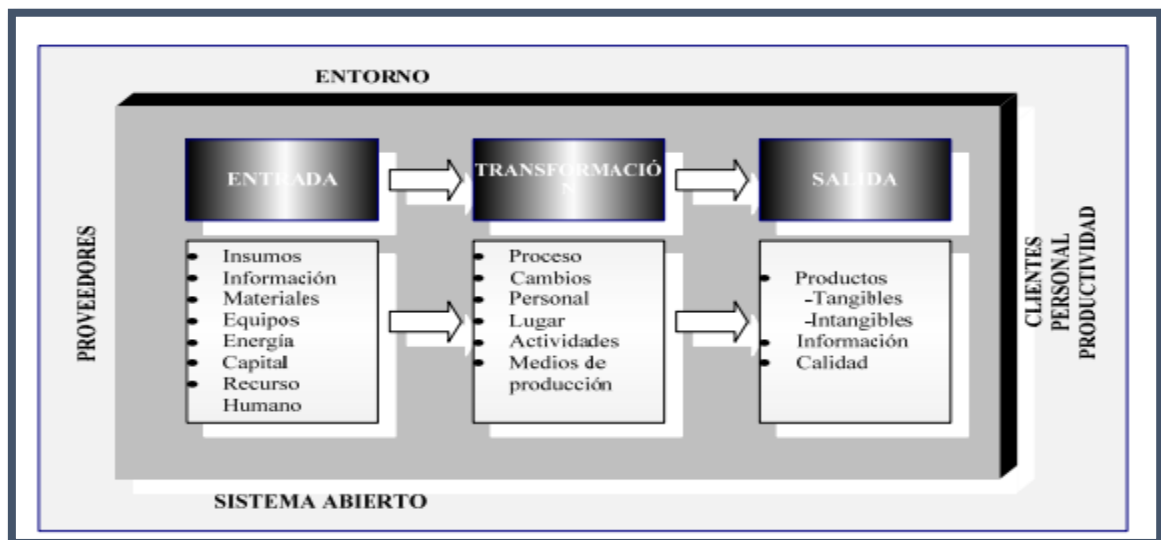 ENTORNO
PROVEEDORES
ENTRADA
TRANSFORMACIÓ
N
SALIDA
• Insumos
• Información
• Materiales
• Equipos
• Energía
• Capital
• Recurso
Humano
• Proceso
• Cambios
• Personal
• Lugar
• Actividades
• Medios de
producción
• Productos
-Tangibles
-Intangibles
• Información
• Calidad
CLIENTES
PERSONAL
PRODUCTIVIDAD
SISTEMA ABIERTO